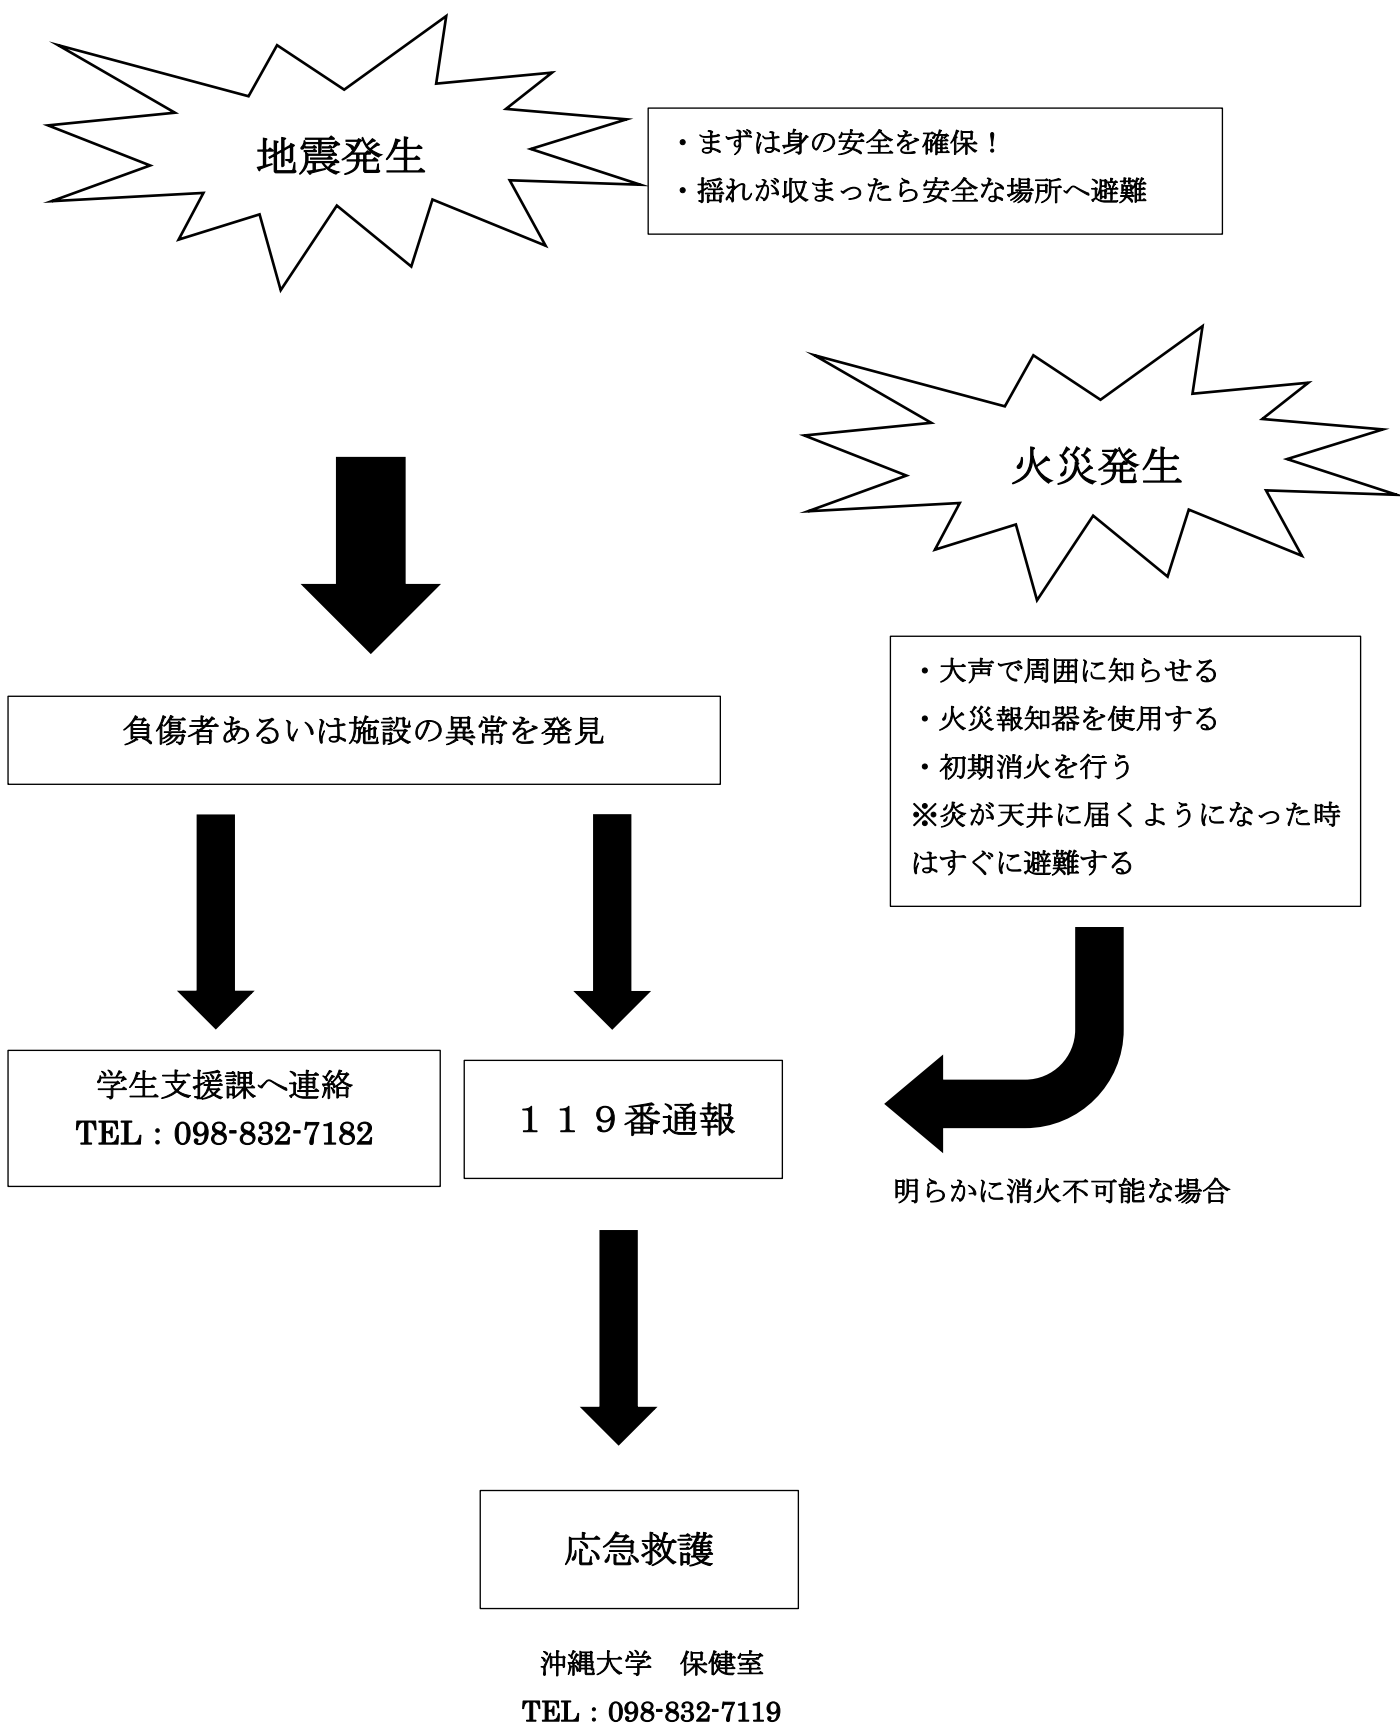 地震発生
・まずは身の安全を確保！
・揺れが収まったら安全な場所へ避難
火災発生
・大声で周囲に知らせる
・火災報知器を使用する
・初期消火を行う
※炎が天井に届くようになった時
はすぐに避難する
負傷者あるいは施設の異常を発見
学生支援課へ連絡
TEL：098-832-7182
１１９番通報
明らかに消火不可能な場合
応急救護
沖縄大学　保健室
TEL：098-832-7119